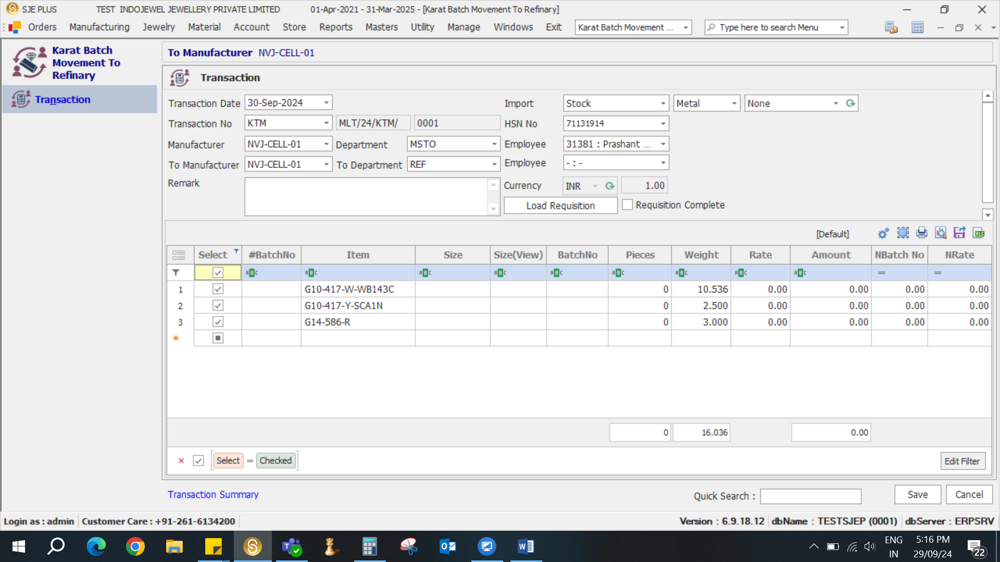 SJE PLUS TEST INDOJEWEL JEWELLERY PRIVATE LIMITED 01-Apr-2021 - 31-Mar-2025 - [Karat Batch Movement To Refinary]
Orders Manufacturing Jewelry Material Account Store Reports Masters Utility Manage Windows Exit Karat Batch Movement ... Type here to search Menu
Karat Batch
Movement To
Refinary
Transaction
To Manufacturer NVJ-CELL-01
Transaction
Transaction Date 30-Sep-2024 Import Stock Metal None
Transaction No KTM MLT/24/KTM/ 0001 HSN No 71131914
Manufacturer NVJ-CELL-01 Department MSTO Employee 31381 : Prashant ...
To Manufacturer NVJ-CELL-01 To Department REF Employee - : -
Remark Currency INR 1.00
Load Requisition Requisition Complete
[Default] XLS
Select #BatchNo Item Size Size(View) BatchNo Pieces Weight Rate Amount NBatch No NRate
ABC ABC ABC ABC ABC ABC ABC ABC ABC = =
1 G10-417-W-WB143C 0 10.536 0.00 0.00 0.00 0.00
2 G10-417-Y-SCA1N 0 2.500 0.00 0.00 0.00 0.00
3 G14-586-R 0 3.000 0.00 0.00 0.00 0.00
0 16.036 0.00
Select = Checked Edit Filter
Transaction Summary Quick Search : Save Cancel
Login as : admin Customer Care : +91-261-6134200 Version : 6.9.18.12 dbName : TESTSJEP (0001) dbServer : ERPSRV
ENG 5:16 PM
IN 29/09/24 22